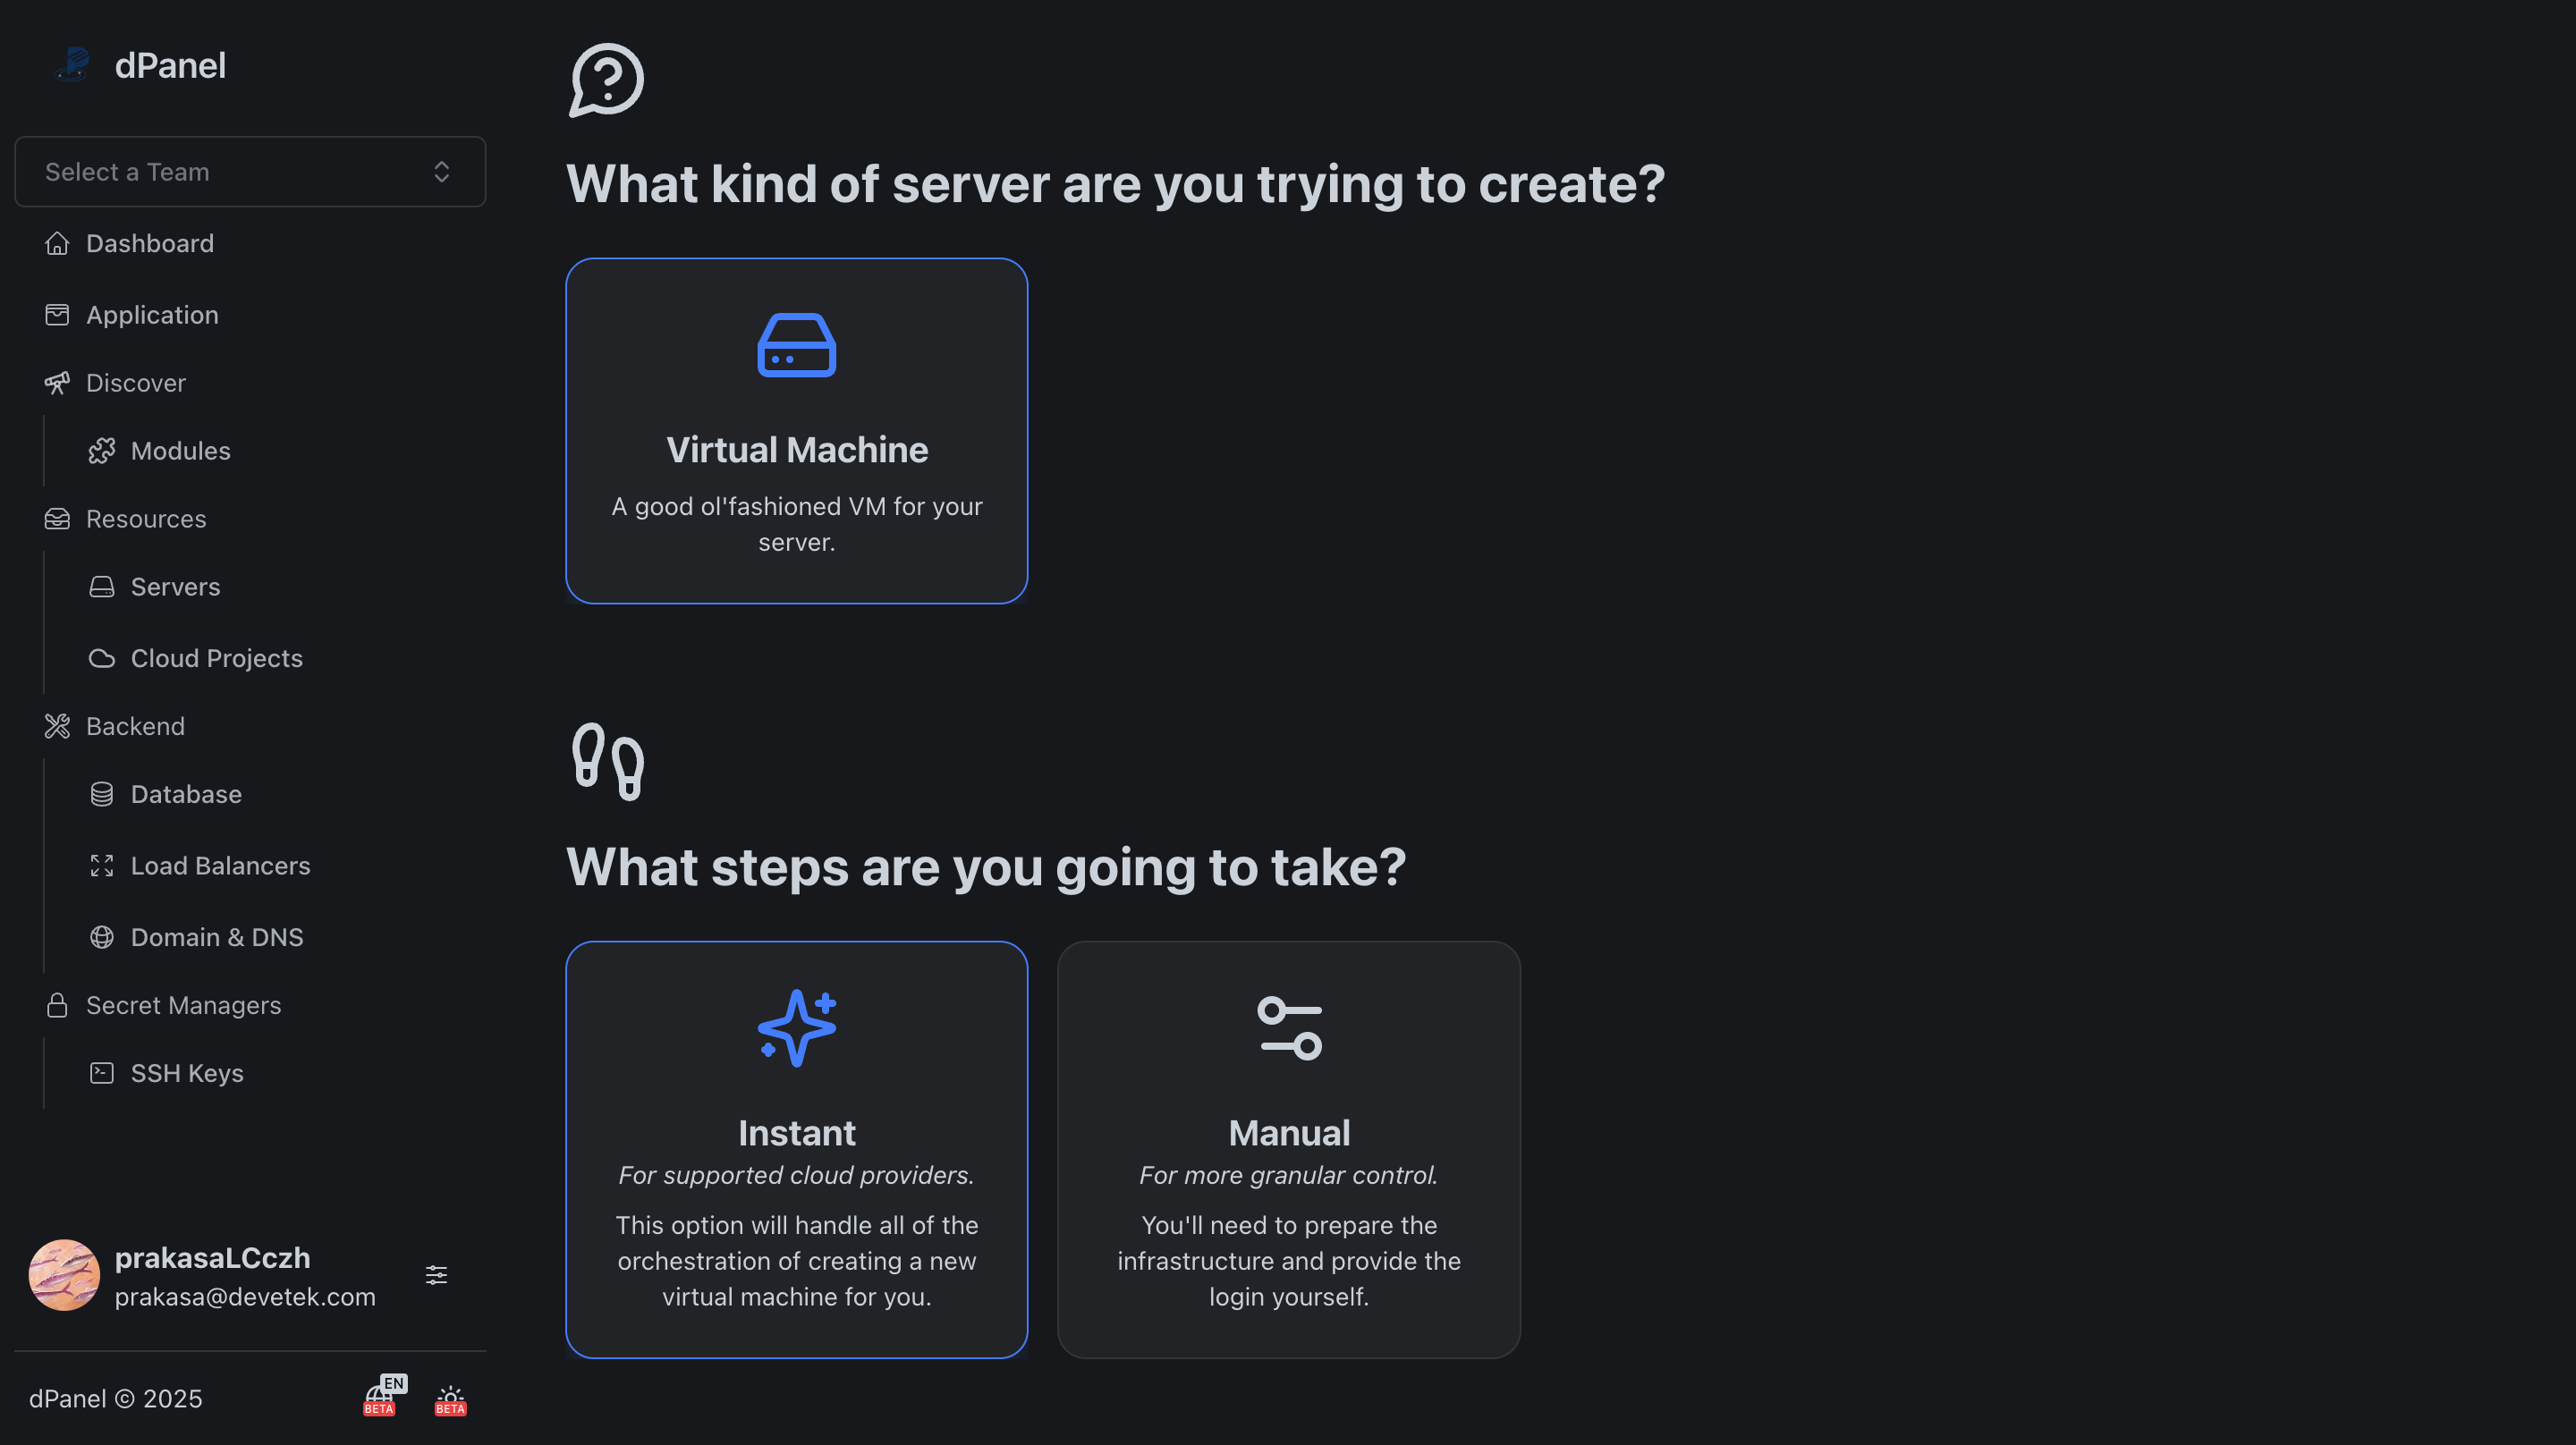 dPanel
Select a Team
Dashboard
Application
Discover
Modules
Resources
Servers
Cloud Projects
Backend
Database
Load Balancers
Domain & DNS
Secret Managers
SSH Keys
prakasaLCczh
prakasa@devetek.com
dPanel © 2025
EN
BETA
BETA
What kind of server are you trying to create?
Virtual Machine
A good ol'fashioned VM for your
server.
What steps are you going to take?
Instant
For supported cloud providers.
This option will handle all of the
orchestration of creating a new
virtual machine for you.
Manual
For more granular control.
You'll need to prepare the
infrastructure and provide the
login yourself.